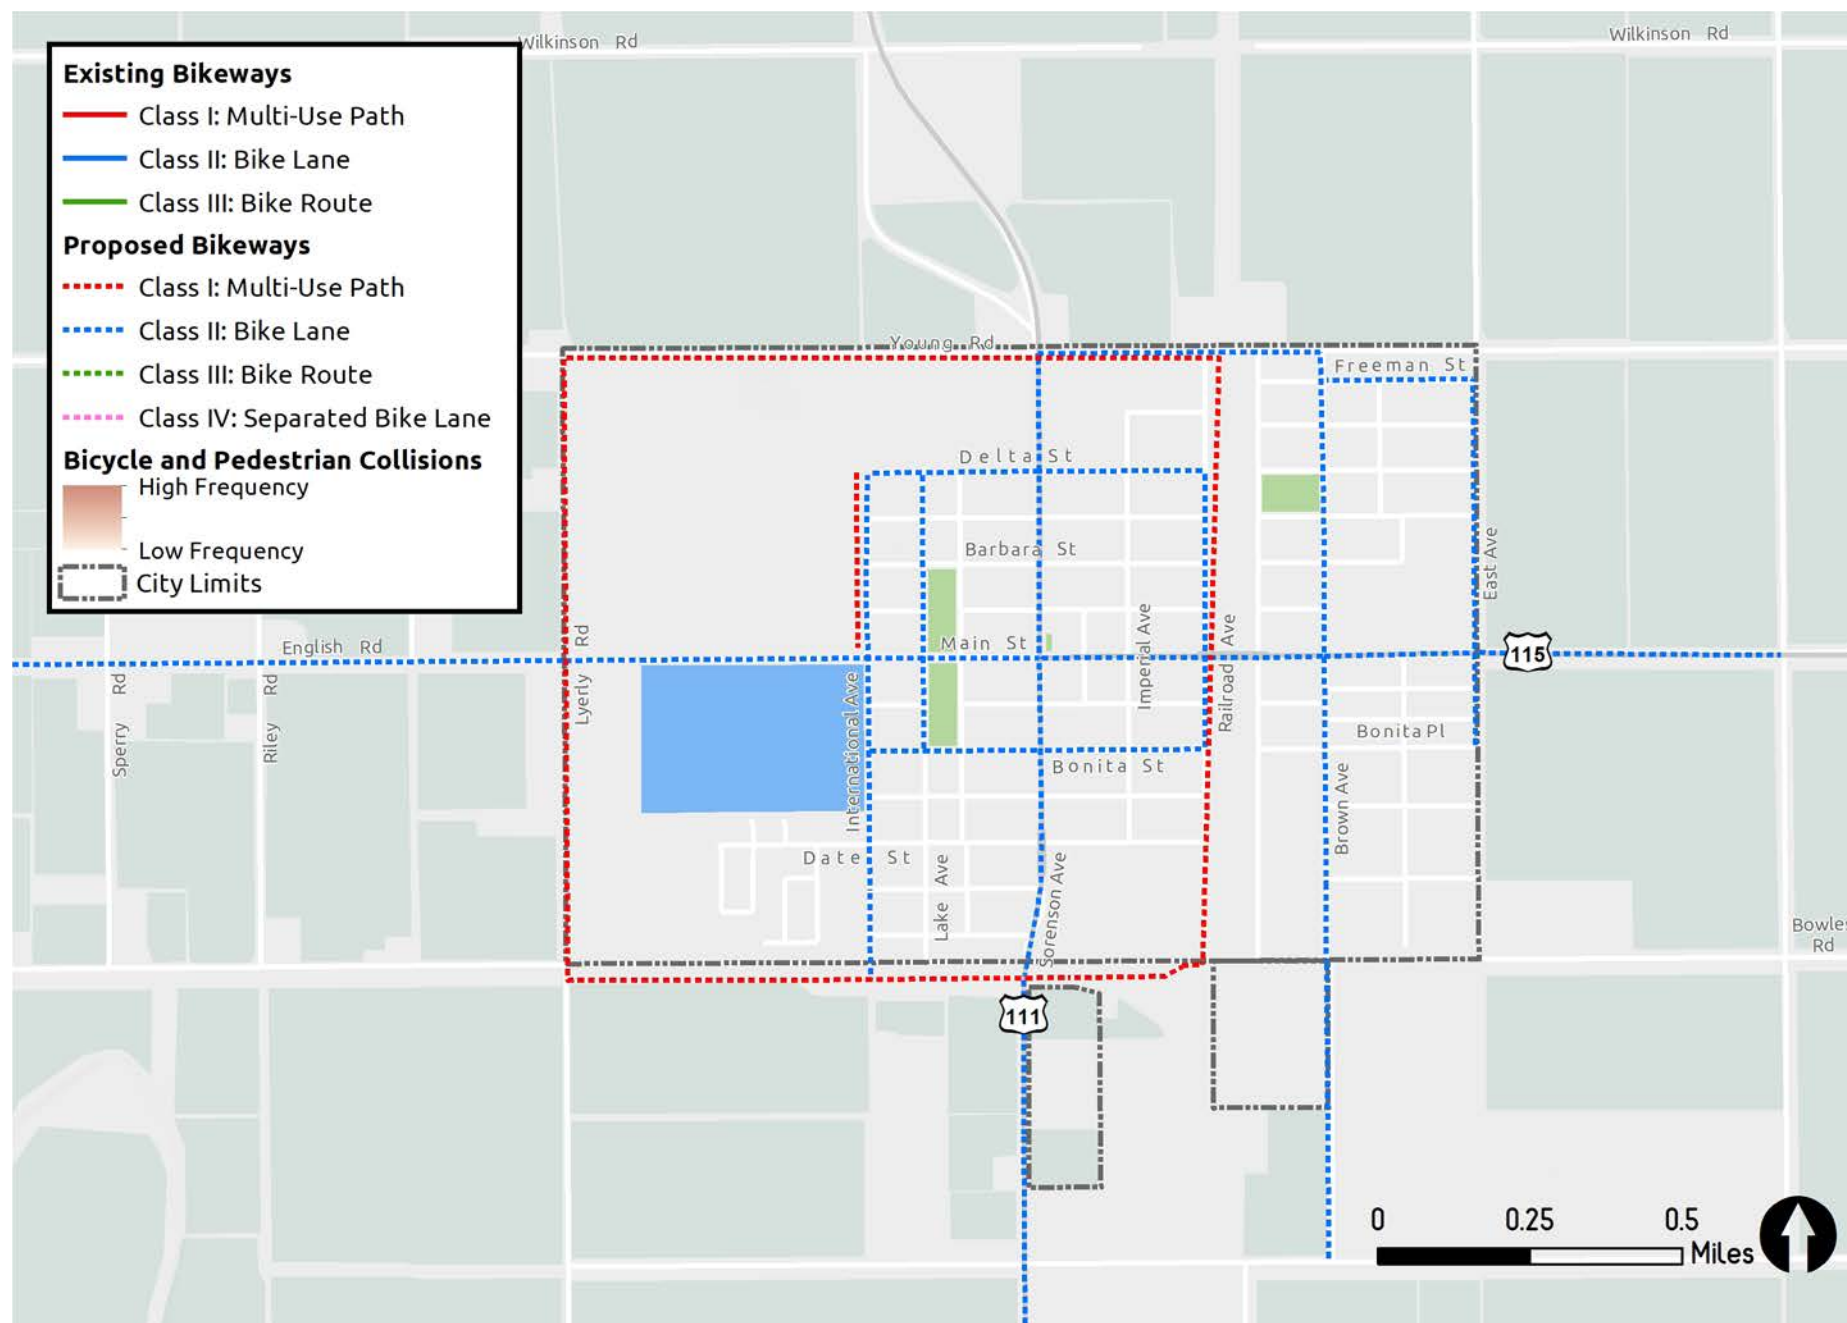 Wilkinson Rd
Wilkinson Rd
Existing Bikeways
Class I: Multi-Use Path
Class II: Bike Lane
Class III: Bike Route
Proposed Bikeways
Class I: Multi-Use Path
Class II: Bike Lane
Class III: Bike Route
Class IV: Separated Bike Lane
Bicycle and Pedestrian Collisions
High Frequency
Low Frequency
City Limits
Young Rd
Freeman St
Delta St
Barbara St
East Ave
Main St
Imperial Ave
Railroad Ave
115
English Rd
Lyerly Rd
Sperry Rd
Riley Rd
International Ave
Bonita Pl
Bonita St
Brown Ave
Date St
Lake Ave
Sorenson Ave
Bowles
Rd
111
0 0.25 0.5
Miles